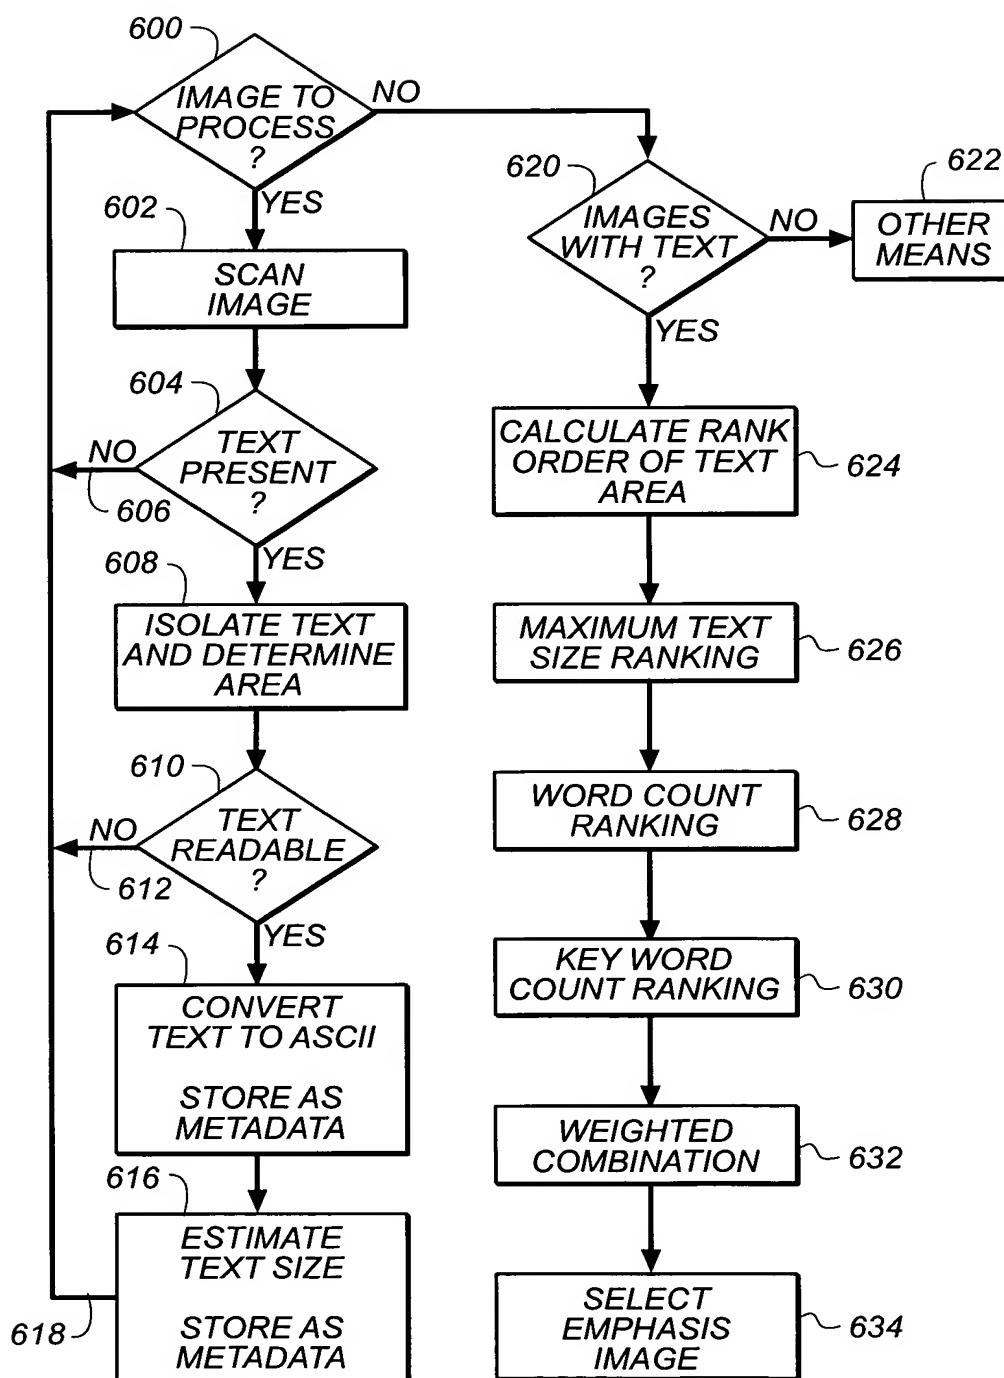 600
IMAGE TO
PROCESS
?
NO
YES
602
SCAN
IMAGE
604
TEXT
PRESENT
?
NO
606
YES
608
ISOLATE TEXT
AND DETERMINE
AREA
610
TEXT
READABLE
?
NO
612
YES
614
CONVERT
TEXT TO ASCII
STORE AS
METADATA
616
ESTIMATE
TEXT SIZE
STORE AS
METADATA
618
620
IMAGES
WITH TEXT
?
NO
622
OTHER
MEANS
YES
CALCULATE RANK
ORDER OF TEXT
AREA
624
MAXIMUM TEXT
SIZE RANKING
626
WORD COUNT
RANKING
628
KEY WORD
COUNT RANKING
630
WEIGHTED
COMBINATION
632
SELECT
EMPHASIS
IMAGE
634